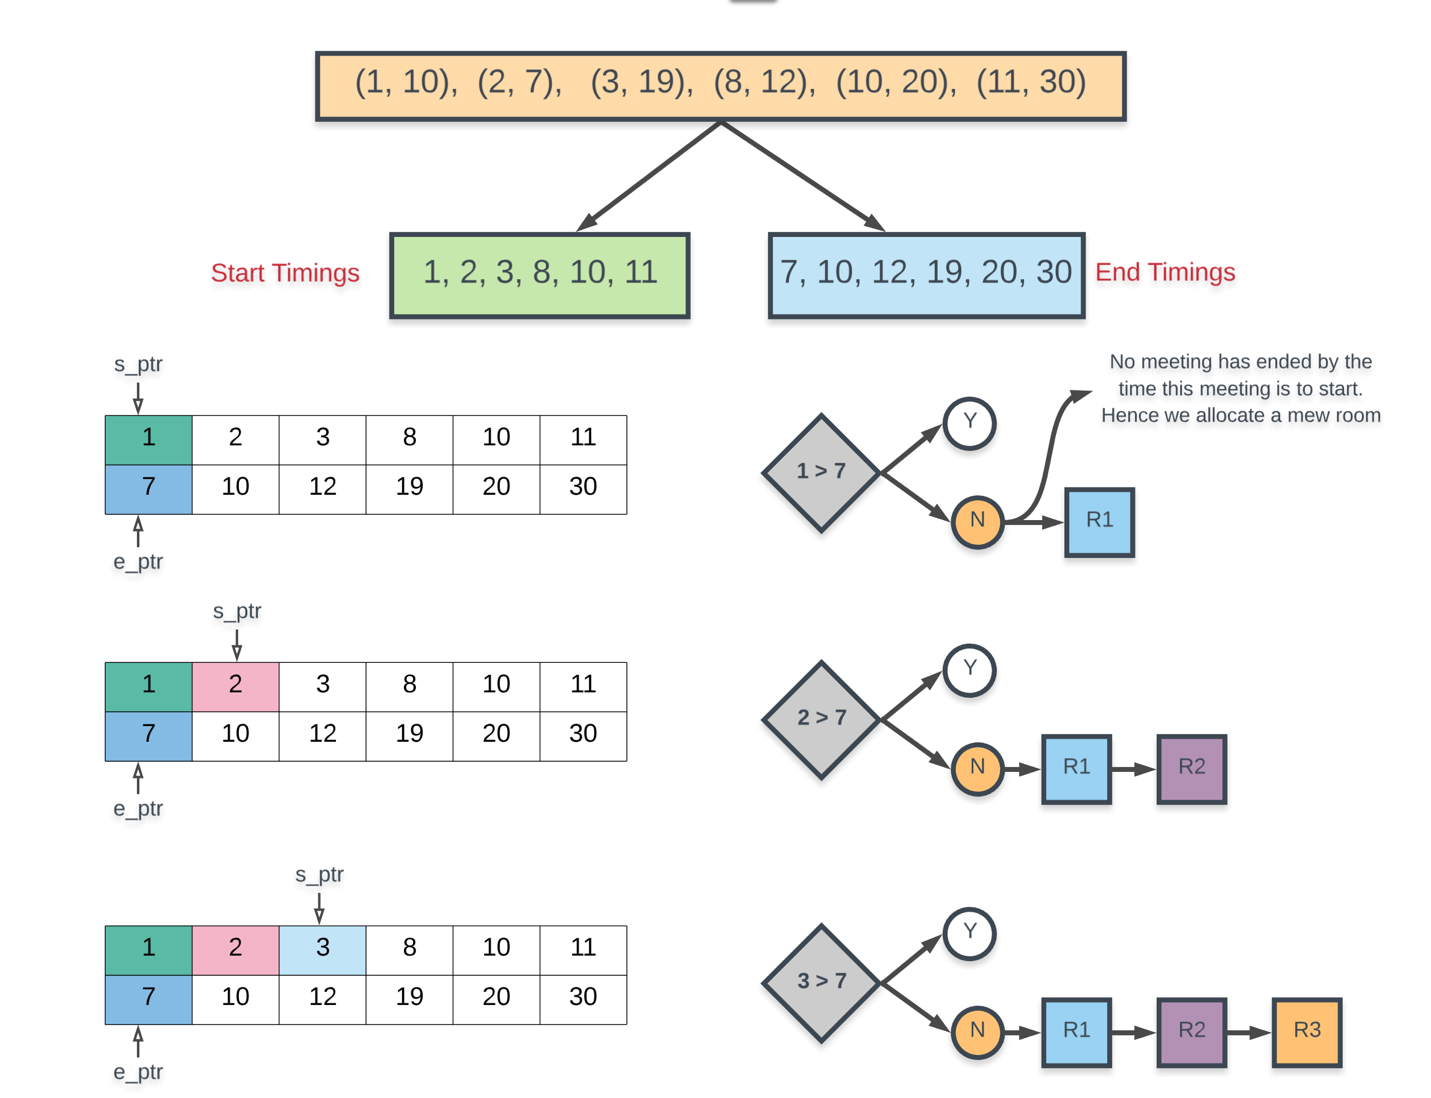 (1, 10), (2, 7), (3, 19), (8, 12), (10, 20), (11, 30)
Start Timings
1, 2, 3, 8, 10, 11
7, 10, 12, 19, 20, 30
End Timings
s_ptr
1 2 3 8 10 11
7 10 12 19 20 30
e_ptr
1 > 7
Y
N
R1
No meeting has ended by the
time this meeting is to start.
Hence we allocate a mew room
s_ptr
1 2 3 8 10 11
7 10 12 19 20 30
e_ptr
2 > 7
Y
N
R1
R2
s_ptr
1 2 3 8 10 11
7 10 12 19 20 30
e_ptr
3 > 7
Y
N
R1
R2
R3